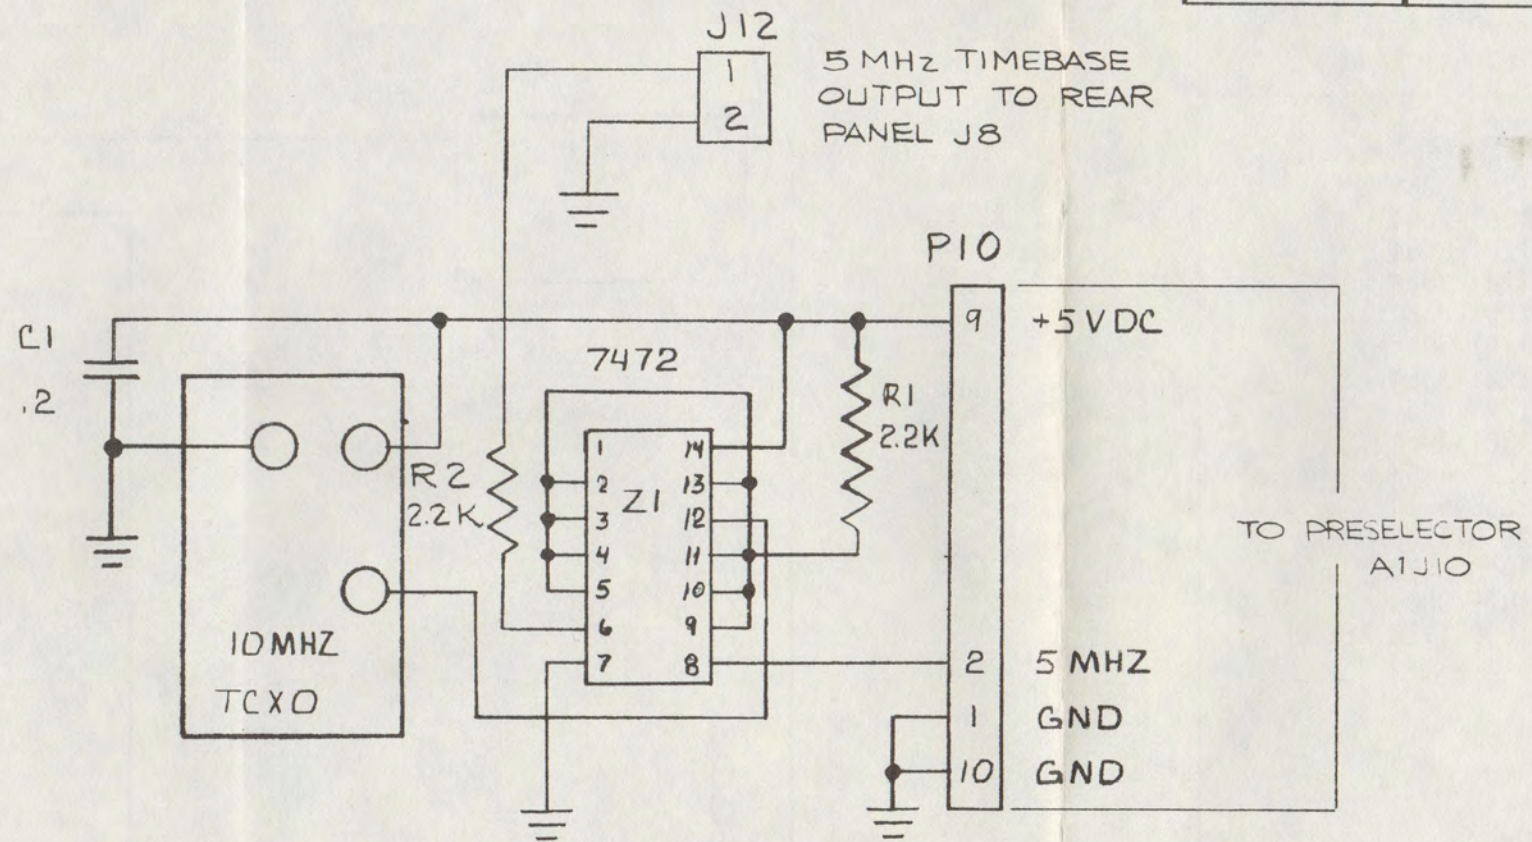 J12
1
2
5 MHz TIMEBASE
OUTPUT TO REAR
PANEL J8
P10
C1
.2
9
+5 VDC
7472
R1
2.2K
R2
2.2K
Z1
1
2
3
4
5
6
7
14
13
12
11
10
9
8
10MHZ
TCXO
2
5 MHZ
1
GND
10
GND
TO PRESELECTOR
A1J10